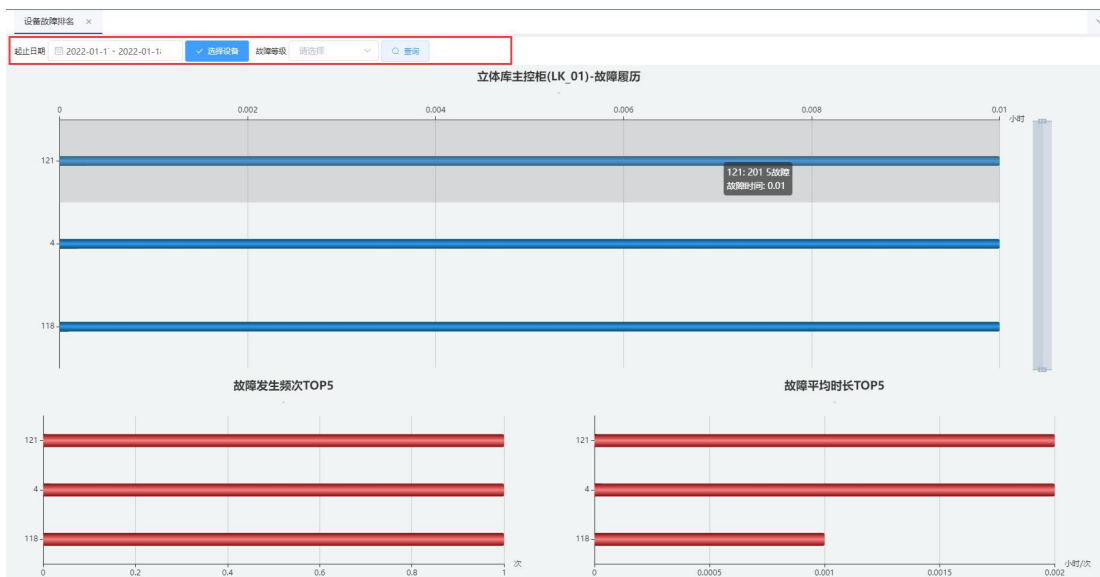 设备故障排名 ×
起止日期 2022-01-1 - 2022-01-1 选择设备 故障等级 请选择 查询
立体库主控柜(LK_01)-故障履历
0 0.002 0.004 0.006 0.008 0.01
小时
121
121: 201 5故障
故障时间: 0.01
4
118
故障发生频次TOP5
121
4
118
0 0.2 0.4 0.6 0.8 1
次
故障平均时长TOP5
121
4
118
0 0.0005 0.001 0.0015 0.002
小时/次